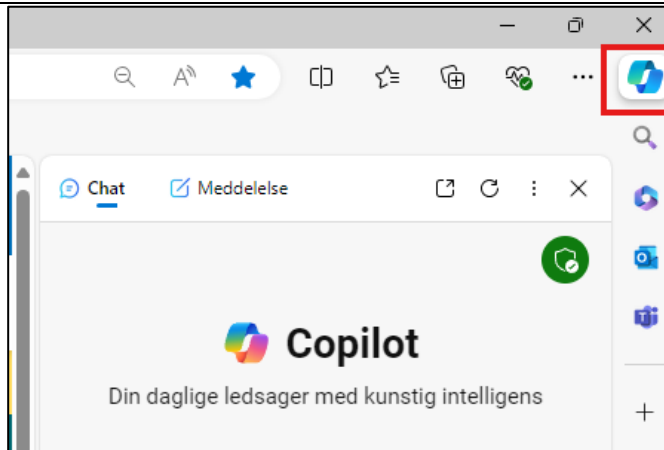 Chat Meddelelse
Copilot
Din daglige ledsager med kunstig intelligens